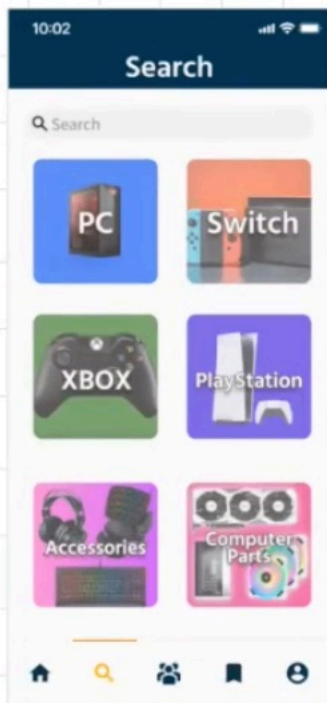 10:02
Search
Search
PC
Switch
XBOX
PlayStation
Accessories
Computer
Parts